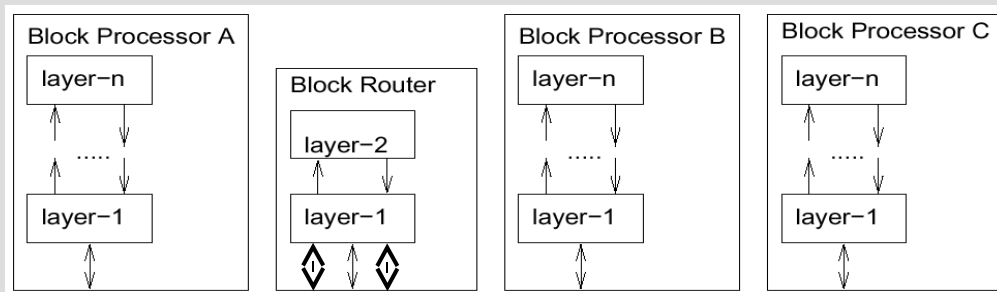 Block Processor A
layer-n
.....
layer-1
Block Router
layer-2
layer-1
Block Processor B
layer-n
.....
layer-1
Block Processor C
layer-n
.....
layer-1